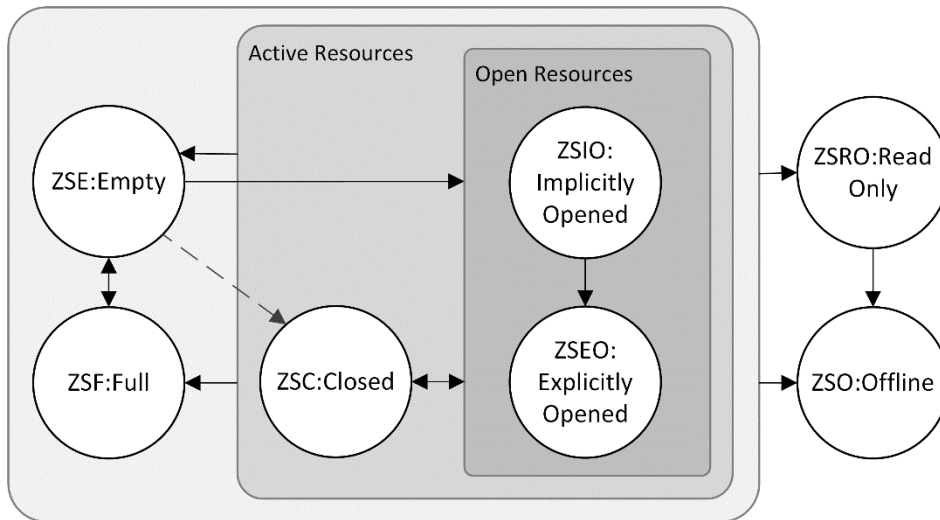 Active Resources
Open Resources
ZSE:Empty
ZSIO:
Implicitly
Opened
ZSRO:Read
Only
ZSF:Full
ZSC:Closed
ZSEO:
Explicitly
Opened
ZSO:Offline